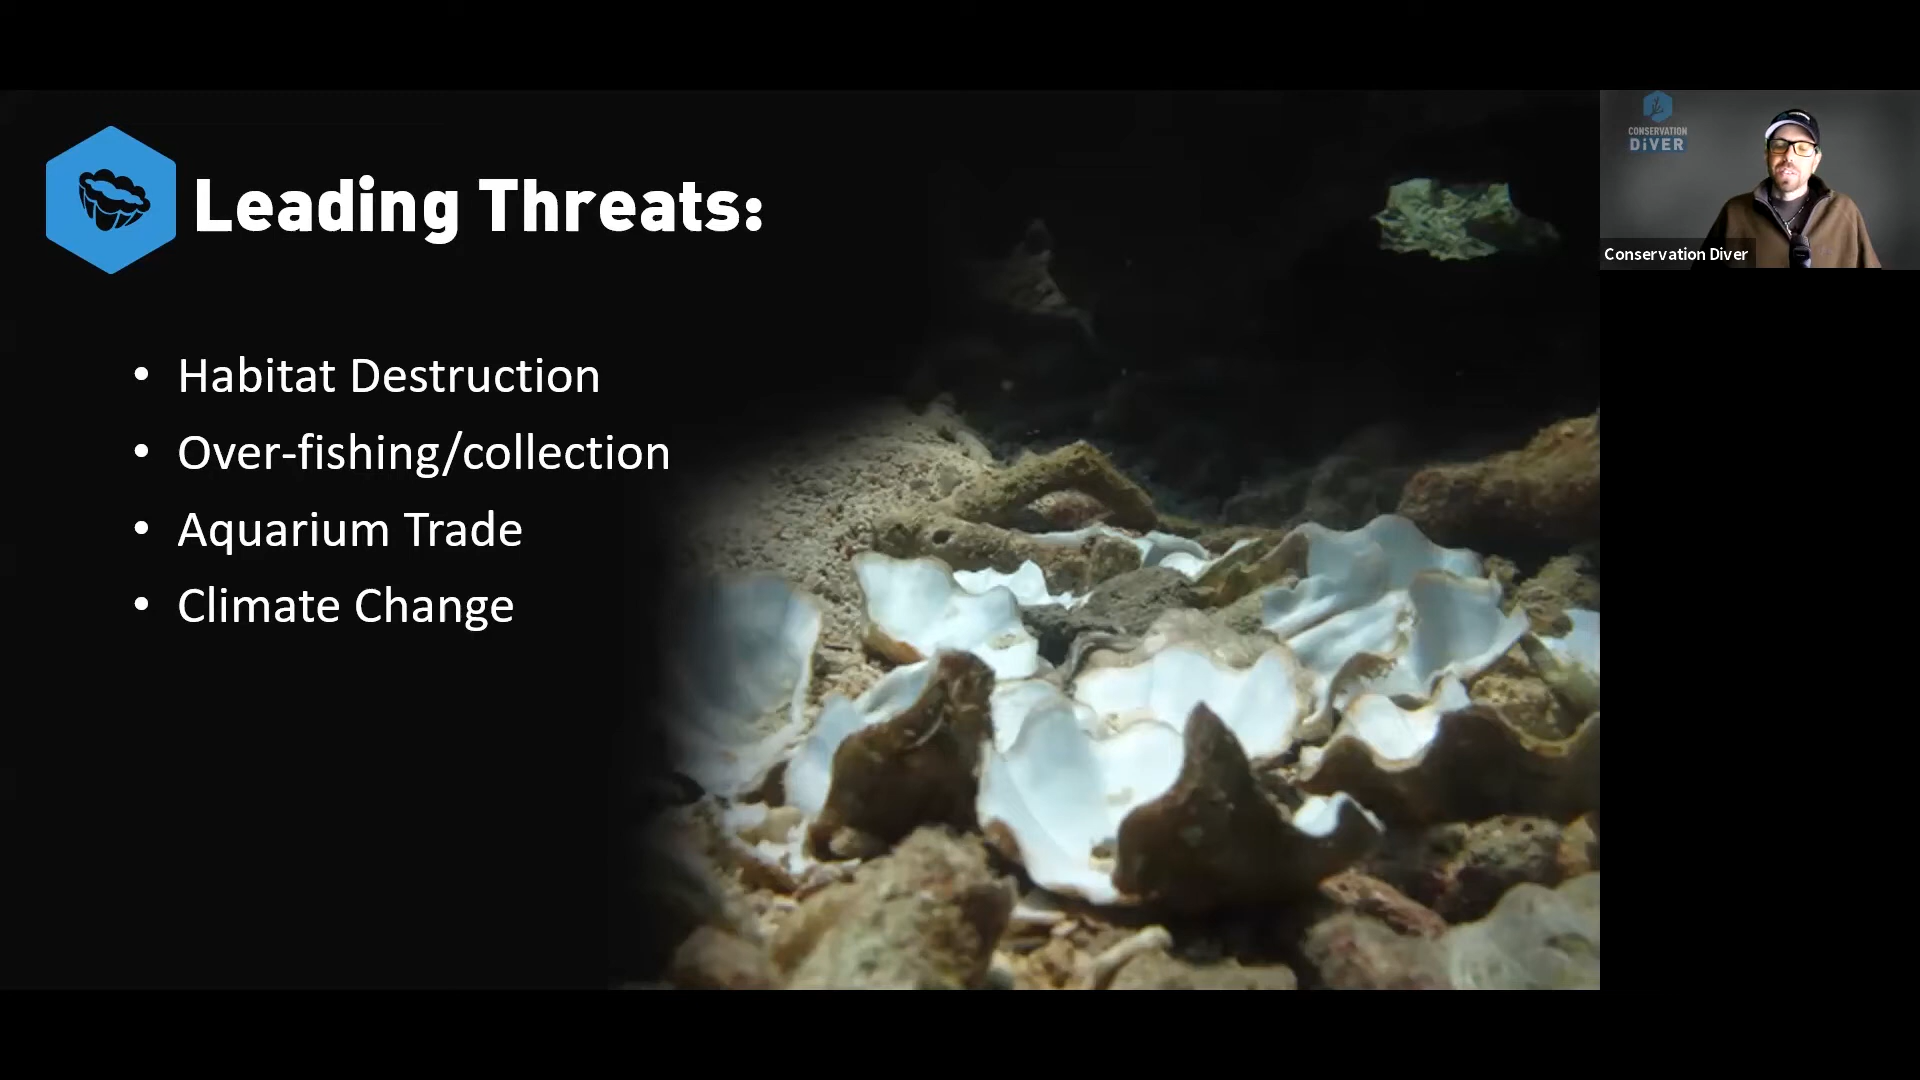 Leading Threats:
• Habitat Destruction
• Over-fishing/collection
• Aquarium Trade
• Climate Change
CONSERVATION
DiVER
Conservation Diver